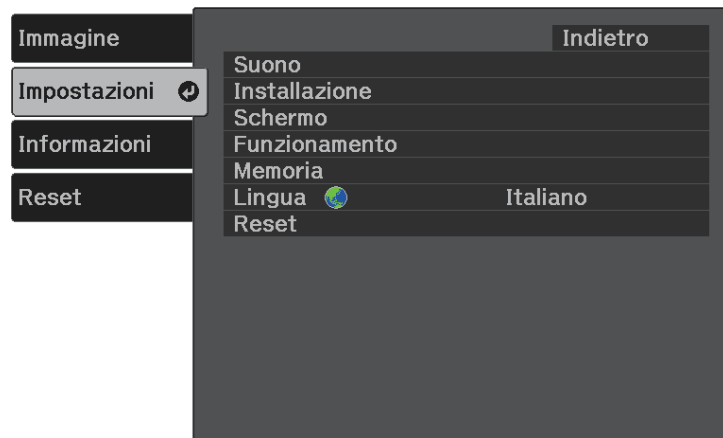 Immagine
Impostazioni
Informazioni
Reset
Indietro
Suono
Installazione
Schermo
Funzionamento
Memoria
Lingua Italiano
Reset